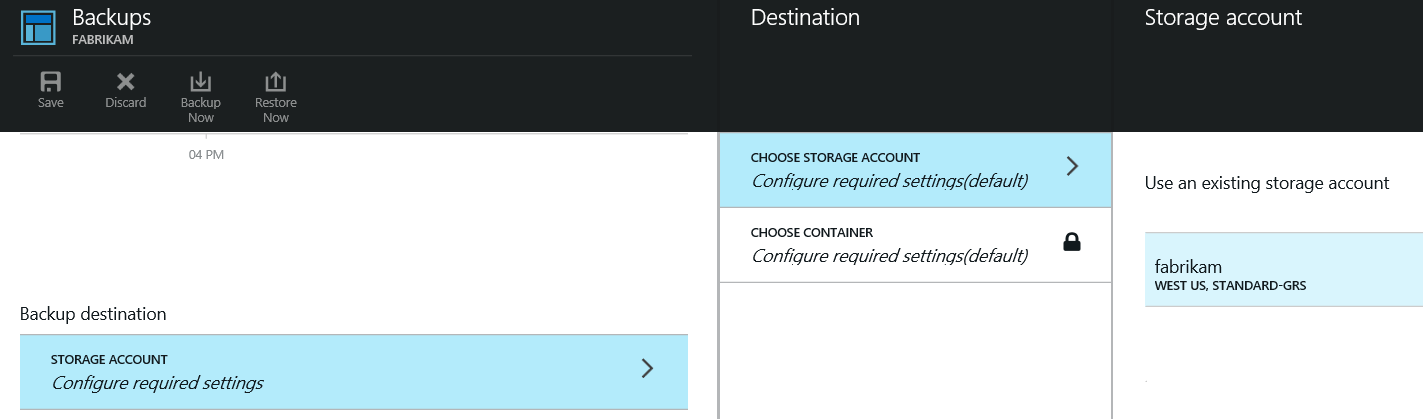 Backups
FABRIKAM
Save
Discard
Backup
Now
Restore
Now
04 PM
Backup destination
STORAGE ACCOUNT
Configure required settings
Destination
CHOOSE STORAGE ACCOUNT
Configure required settings(default)
CHOOSE CONTAINER
Configure required settings(default)
Storage account
Use an existing storage account
fabrikam
WEST US, STANDARD-GRS